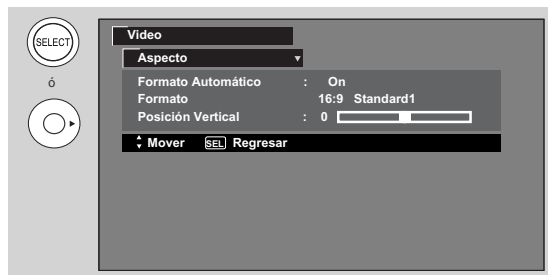 SELECT
ó
Video
Aspecto
Formato Automático : On
Formato 16:9 Standard1
Posición Vertical : 0
Mover SEL Regresar